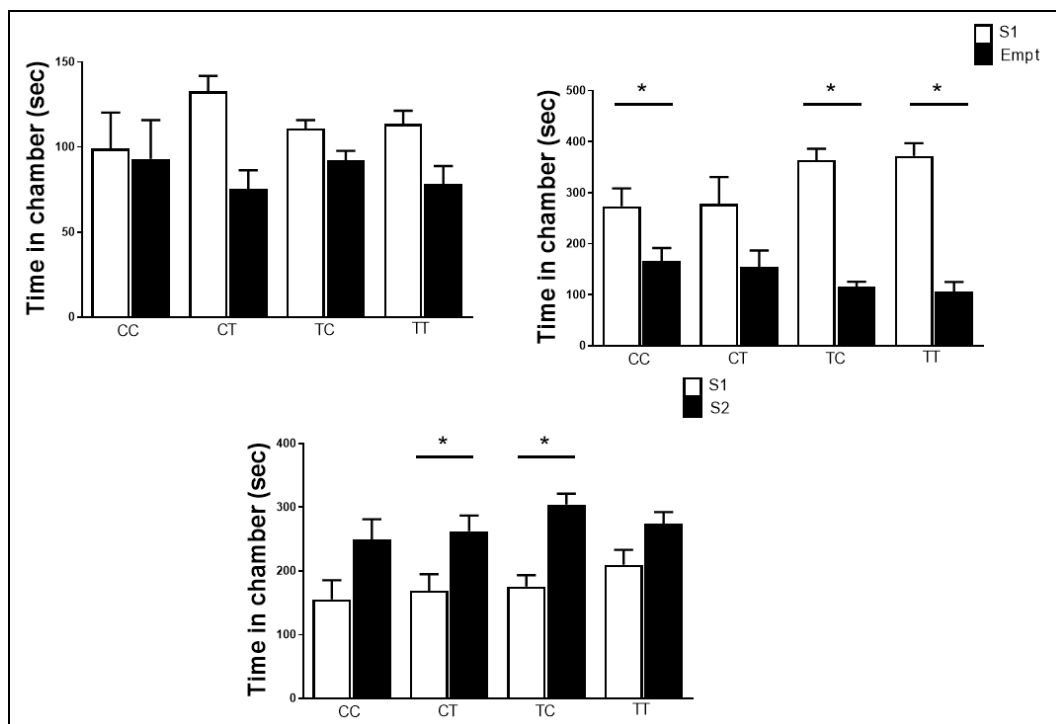 S1
Empt
Time in chamber (sec)
150
100
50
0
CC CT TC TT
Time in chamber (sec)
500
400
300
200
100
0
* * *
CC CT TC TT
S1
S2
Time in chamber (sec)
400
300
200
100
0
* *
CC CT TC TT